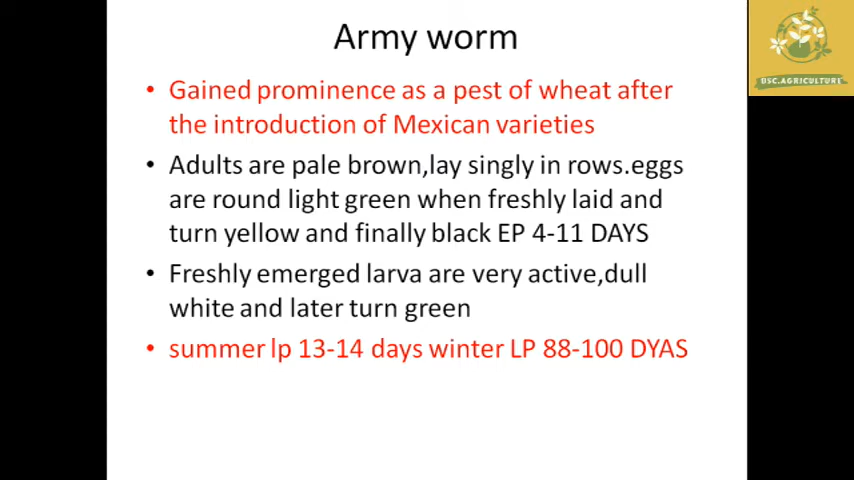 Army worm
BSC.AGRICULTURE
• Gained prominence as a pest of wheat after
the introduction of Mexican varieties
• Adults are pale brown,lay singly in rows.eggs
are round light green when freshly laid and
turn yellow and finally black EP 4-11 DAYS
• Freshly emerged larva are very active,dull
white and later turn green
• summer lp 13-14 days winter LP 88-100 DYAS